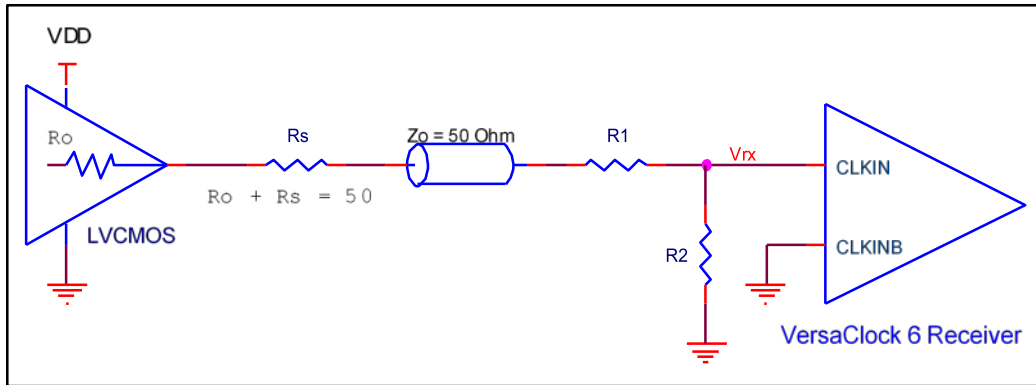 VDD
Ro
Rs
Zo = 50 Ohm
R1
Vrx
CLKIN
Ro + Rs = 50
LVCMOS
R2
CLKINB
VersaClock 6 Receiver